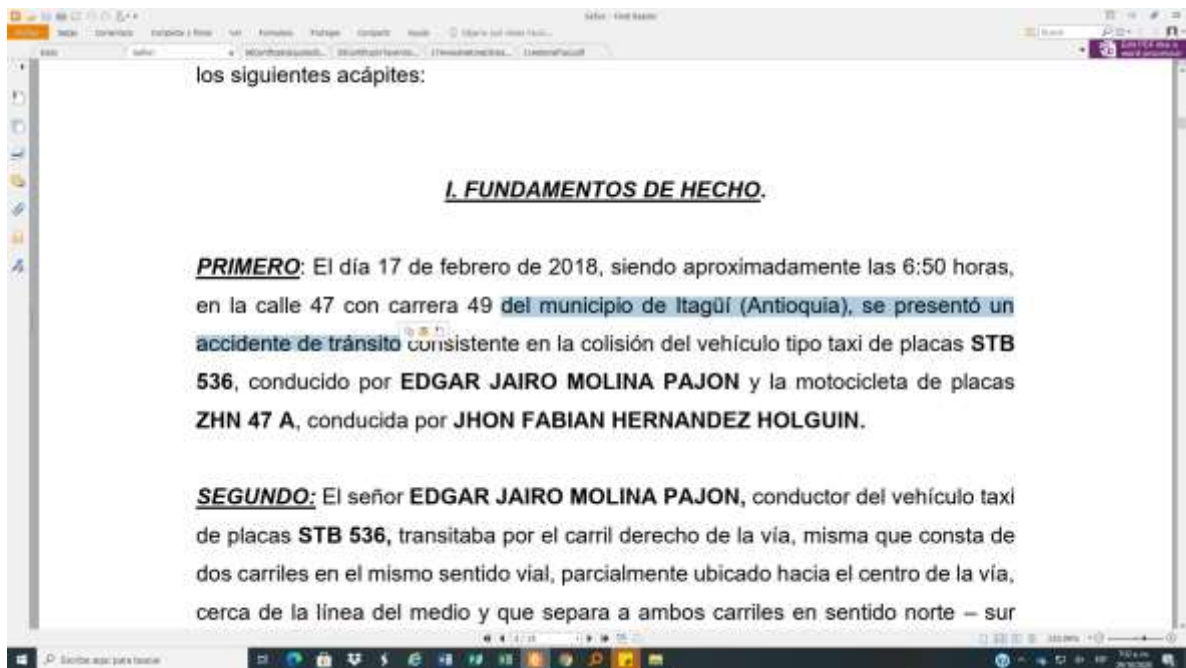 los siguientes acápites:
I. FUNDAMENTOS DE HECHO.
PRIMERO: El día 17 de febrero de 2018, siendo aproximadamente las 6:50 horas,
en la calle 47 con carrera 49 del municipio de Itagüí (Antioquia), se presentó un
accidente de tránsito consistente en la colisión del vehículo tipo taxi de placas STB
536, conducido por EDGAR JAIRO MOLINA PAJON y la motocicleta de placas
ZHN 47 A, conducida por JHON FABIAN HERNANDEZ HOLGUIN.
SEGUNDO: El señor EDGAR JAIRO MOLINA PAJON, conductor del vehículo taxi
de placas STB 536, transitaba por el carril derecho de la vía, misma que consta de
dos carriles en el mismo sentido vial, parcialmente ubicado hacia el centro de la vía,
cerca de la línea del medio y que separa a ambos carriles en sentido norte – sur
Escribe aquí para buscar